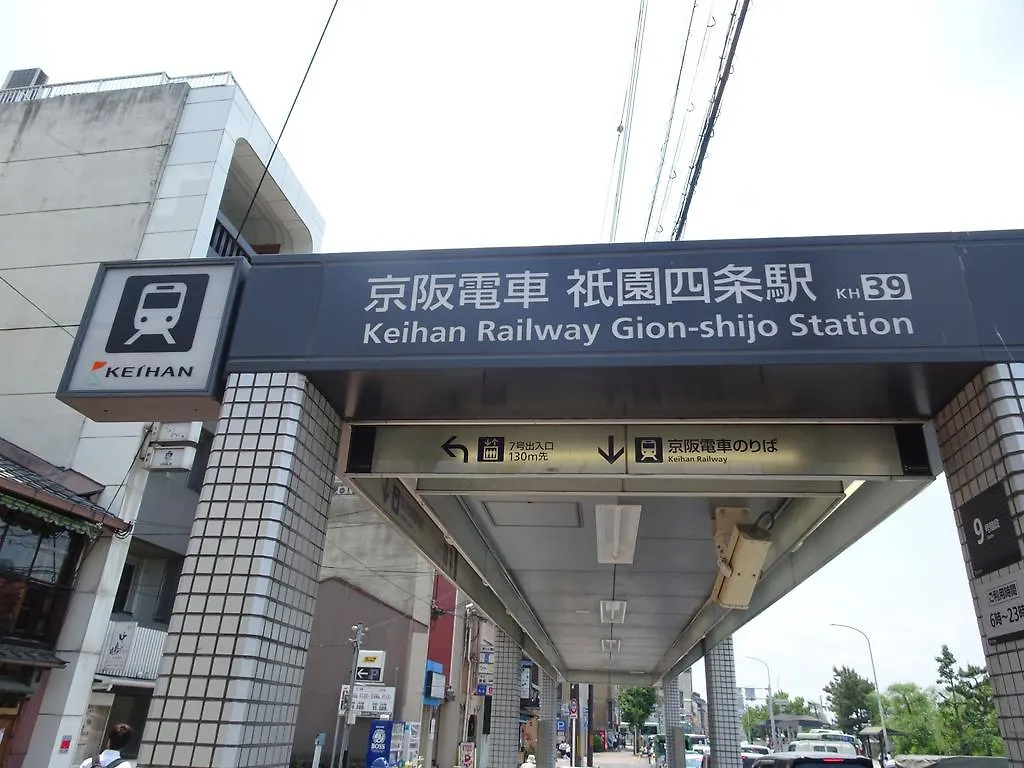 京阪電車 祇園四条駅 KH39
Keihan Railway Gion-shijo Station
KEIHAN
7号出入口
130m先
京阪電車のりば
Keihan Railway
9
ご利用時間
6時~23時
BOSS
P